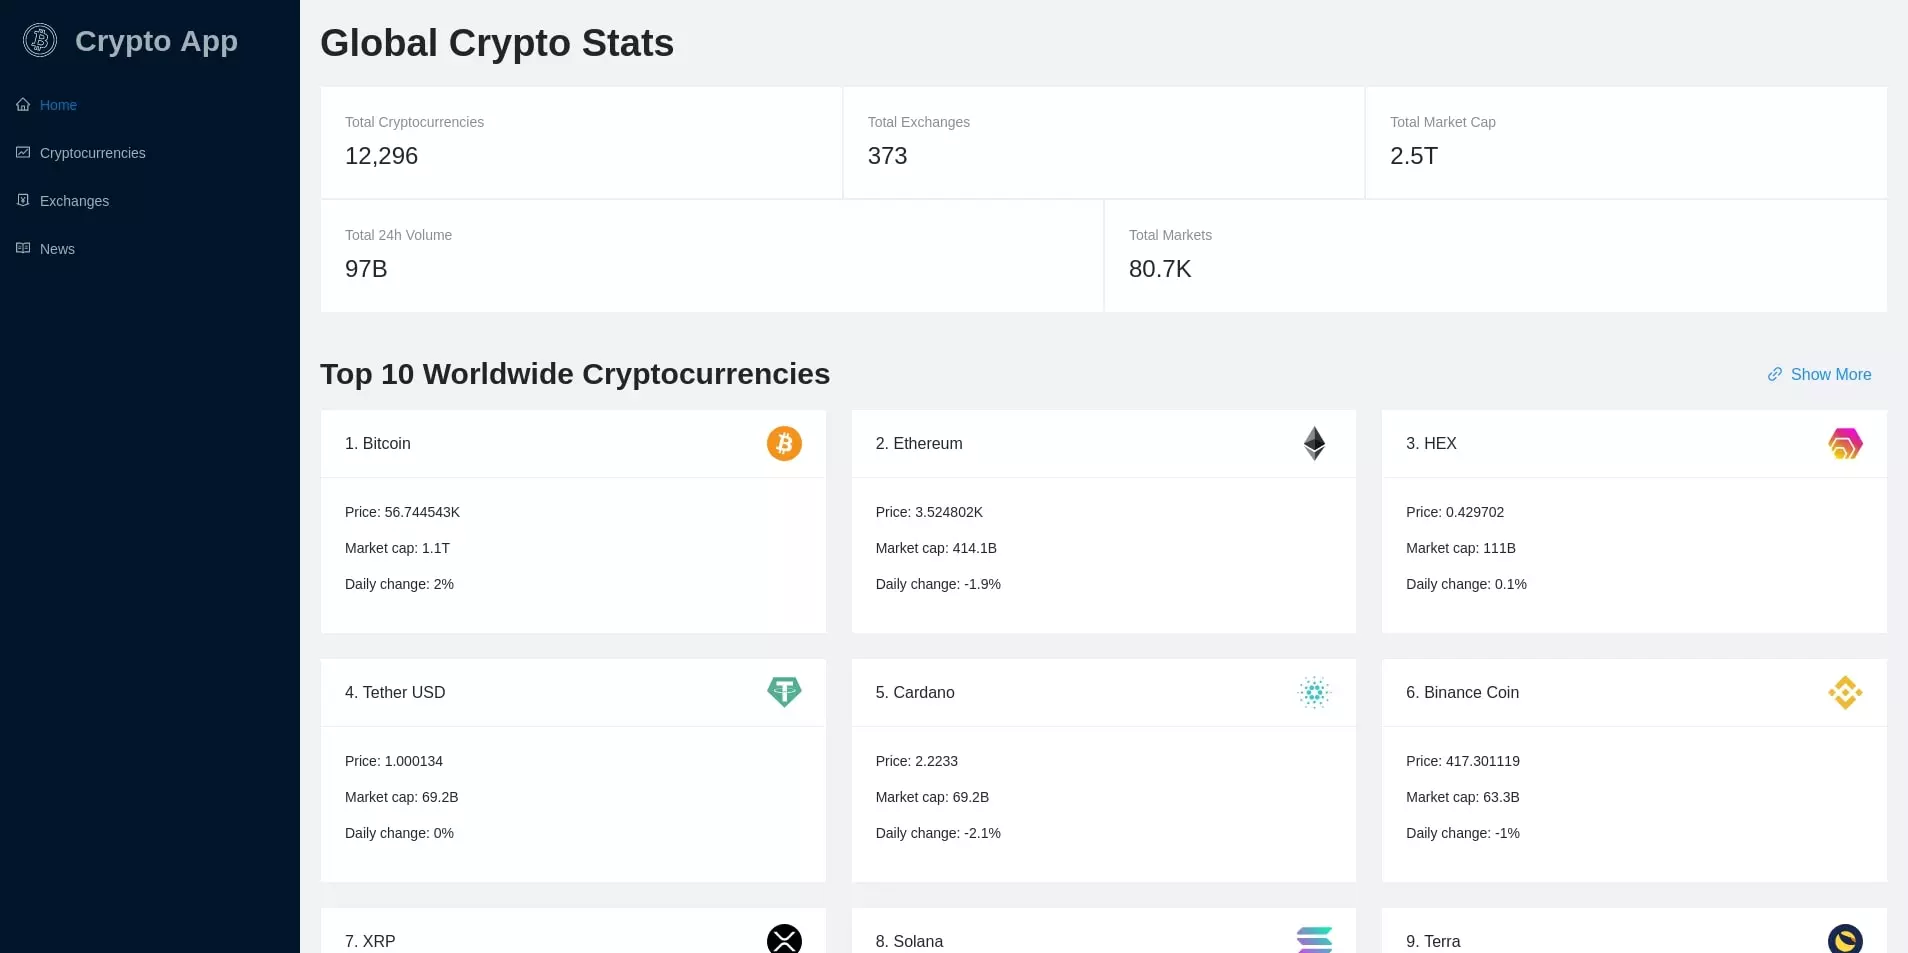 Crypto App
Home
Cryptocurrencies
Exchanges
News
Global Crypto Stats
Total Cryptocurrencies
12,296
Total Exchanges
373
Total Market Cap
2.5T
Total 24h Volume
97B
Total Markets
80.7K
Top 10 Worldwide Cryptocurrencies
Show More
1. Bitcoin
Price: 56.744543K
Market cap: 1.1T
Daily change: 2%
2. Ethereum
Price: 3.524802K
Market cap: 414.1B
Daily change: -1.9%
3. HEX
Price: 0.429702
Market cap: 111B
Daily change: 0.1%
4. Tether USD
Price: 1.000134
Market cap: 69.2B
Daily change: 0%
5. Cardano
Price: 2.2233
Market cap: 69.2B
Daily change: -2.1%
6. Binance Coin
Price: 417.301119
Market cap: 63.3B
Daily change: -1%
7. XRP
8. Solana
9. Terra